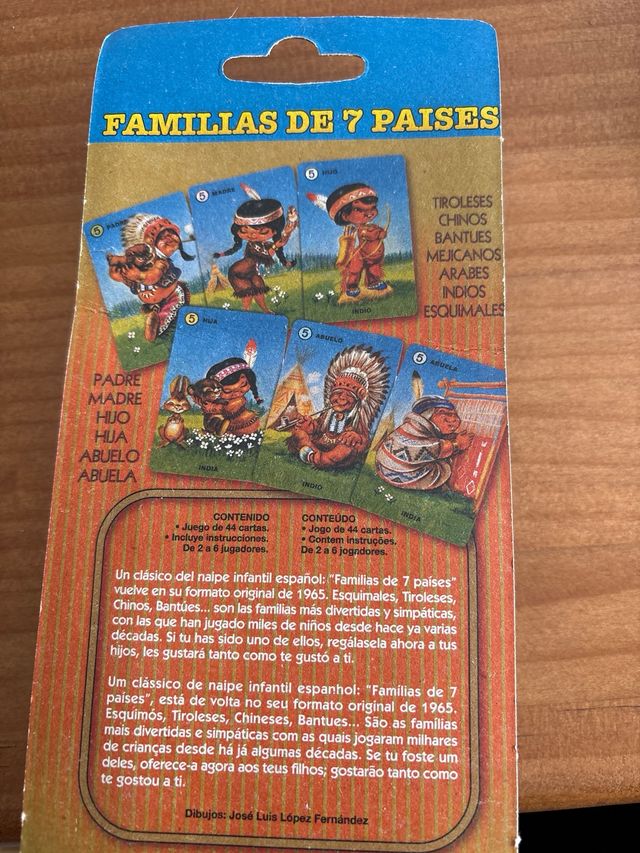 FAMILIAS DE 7 PAISES
5 PADRE
5 MADRE
5 HIJO
INDIO
TIROLESES
CHINOS
BANTUES
MEJICANOS
ARABES
INDIOS
ESQUIMALES
5 HIJA
INDIA
5 ABUELO
INDIO
5 ABUELA
INDIA
PADRE
MADRE
HIJO
HIJA
ABUELO
ABUELA
CONTENIDO
• Juego de 44 cartas.
• Incluye instrucciones.
De 2 a 6 jugadores.
CONTEÚDO
• Jogo de 44 cartas.
• Contem instruções.
De 2 a 6 jogadores.
Un clásico del naipe infantil español: "Familias de 7 países"
vuelve en su formato original de 1965. Esquimales, Tiroleses,
Chinos, Bantúes... son las familias más divertidas y simpáticas,
con las que han jugado miles de niños desde hace ya varias
décadas. Si tu has sido uno de ellos, regálasela ahora a tus
hijos, les gustará tanto como te gustó a ti.
Um clássico de naipe infantil espanhol: "Famílias de 7
países", está de volta no seu formato original de 1965.
Esquimós, Tiroleses, Chineses, Bantues... São as famílias
mais divertidas e simpáticas com as quais jogaram milhares
de crianças desde há já algumas décadas. Se tu foste um
deles, oferece-a agora aos teus filhos; gostarão tanto como
te gostou a ti.
Dibujos: José Luis López Fernández